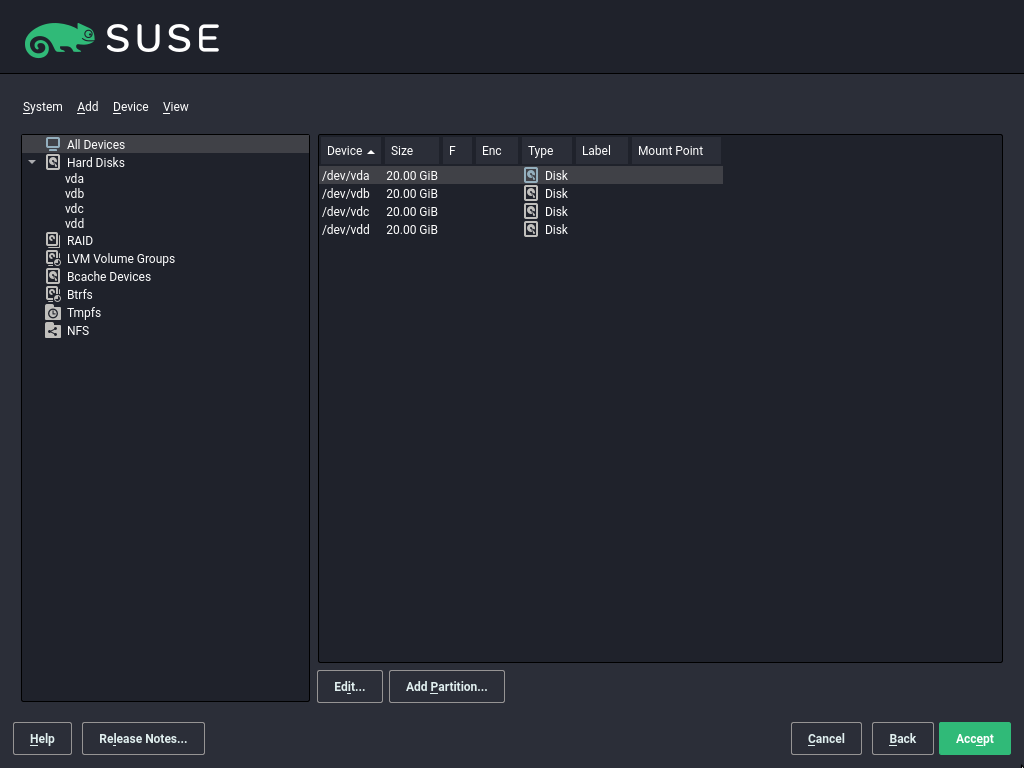 SUSE
System Add Device View
All Devices
Hard Disks
vda
vdb
vdc
vdd
RAID
LVM Volume Groups
Bcache Devices
Btrfs
Tmpfs
NFS
Device Size F Enc Type Label Mount Point
/dev/vda 20.00 GiB Disk
/dev/vdb 20.00 GiB Disk
/dev/vdc 20.00 GiB Disk
/dev/vdd 20.00 GiB Disk
Edit... Add Partition...
Help Release Notes... Cancel Back Accept